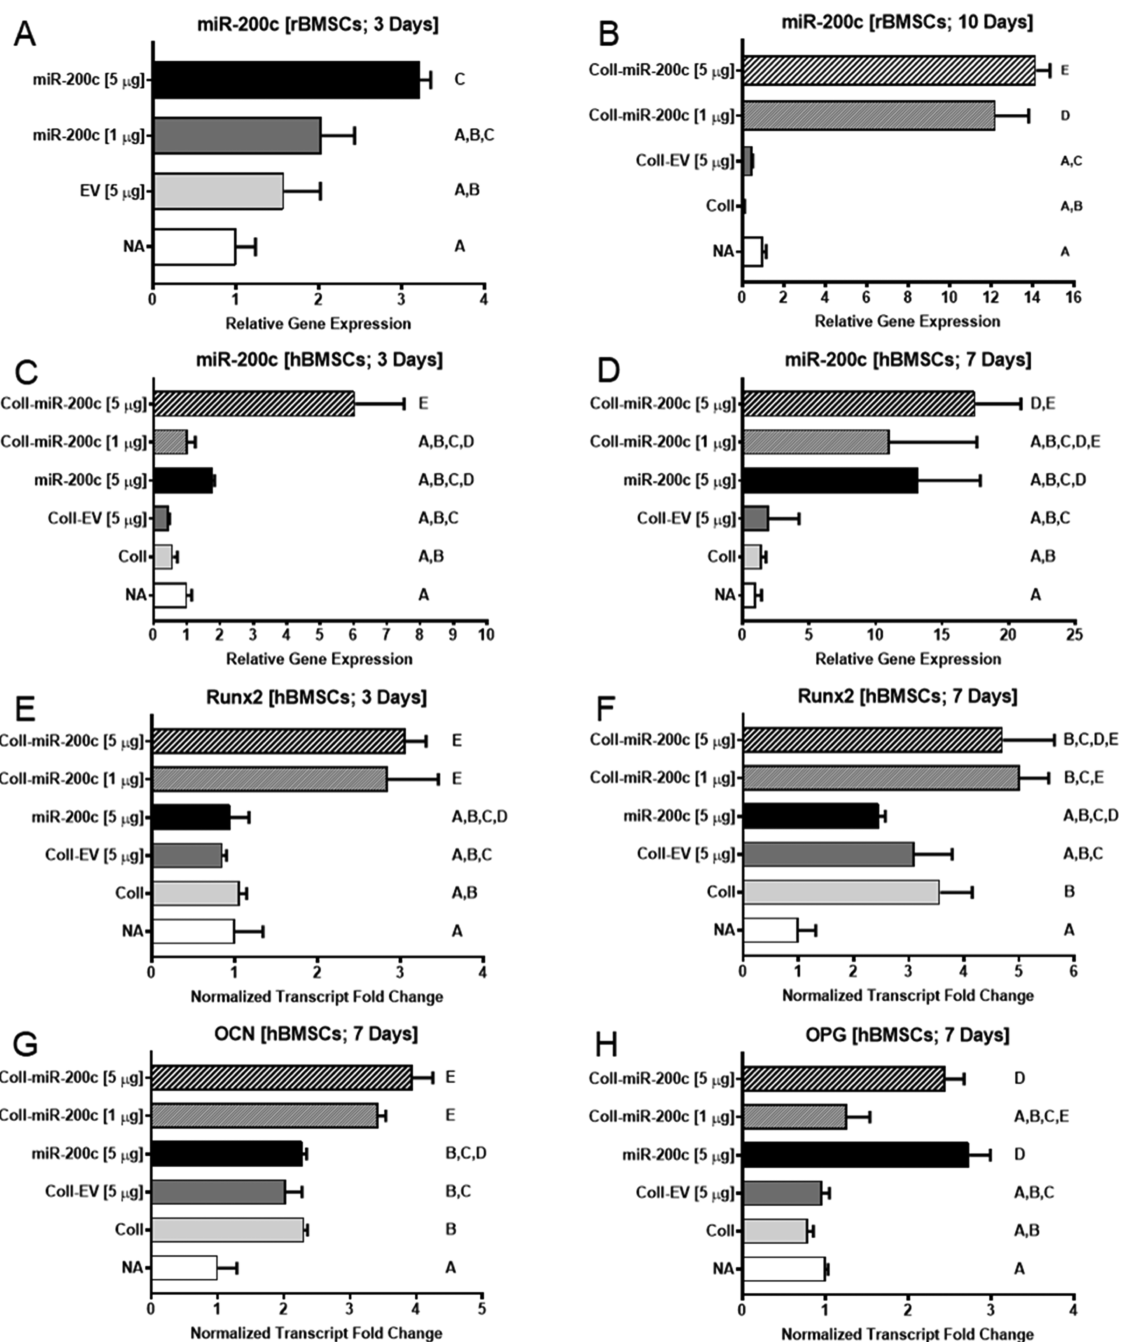 A
miR-200c [rBMSCs; 3 Days]
miR-200c [5 μg]
C
miR-200c [1 μg]
A,B,C
EV [5 μg]
A,B
NA
A
0 1 2 3 4
Relative Gene Expression
B
miR-200c [rBMSCs; 10 Days]
Coll-miR-200c [5 μg]
E
Coll-miR-200c [1 μg]
D
Coll-EV [5 μg]
A,C
Coll
A,B
NA
A
0 2 4 6 8 10 12 14 16
Relative Gene Expression
C
miR-200c [hBMSCs; 3 Days]
Coll-miR-200c [5 μg]
E
Coll-miR-200c [1 μg]
A,B,C,D
miR-200c [5 μg]
A,B,C,D
Coll-EV [5 μg]
A,B,C
Coll
A,B
NA
A
0 1 2 3 4 5 6 7 8 9 10
Relative Gene Expression
D
miR-200c [hBMSCs; 7 Days]
Coll-miR-200c [5 μg]
D,E
Coll-miR-200c [1 μg]
A,B,C,D,E
miR-200c [5 μg]
A,B,C,D
Coll-EV [5 μg]
A,B,C
Coll
A,B
NA
A
0 5 10 15 20 25
Relative Gene Expression
E
Runx2 [hBMSCs; 3 Days]
Coll-miR-200c [5 μg]
E
Coll-miR-200c [1 μg]
E
miR-200c [5 μg]
A,B,C,D
Coll-EV [5 μg]
A,B,C
Coll
A,B
NA
A
0 1 2 3 4
Normalized Transcript Fold Change
F
Runx2 [hBMSCs; 7 Days]
Coll-miR-200c [5 μg]
B,C,D,E
Coll-miR-200c [1 μg]
B,C,E
miR-200c [5 μg]
A,B,C,D
Coll-EV [5 μg]
A,B,C
Coll
B
NA
A
0 1 2 3 4 5 6
Normalized Transcript Fold Change
G
OCN [hBMSCs; 7 Days]
Coll-miR-200c [5 μg]
E
Coll-miR-200c [1 μg]
E
miR-200c [5 μg]
B,C,D
Coll-EV [5 μg]
B,C
Coll
B
NA
A
0 1 2 3 4 5
Normalized Transcript Fold Change
H
OPG [hBMSCs; 7 Days]
Coll-miR-200c [5 μg]
D
Coll-miR-200c [1 μg]
A,B,C,E
miR-200c [5 μg]
D
Coll-EV [5 μg]
A,B,C
Coll
A,B
NA
A
0 1 2 3 4
Normalized Transcript Fold Change